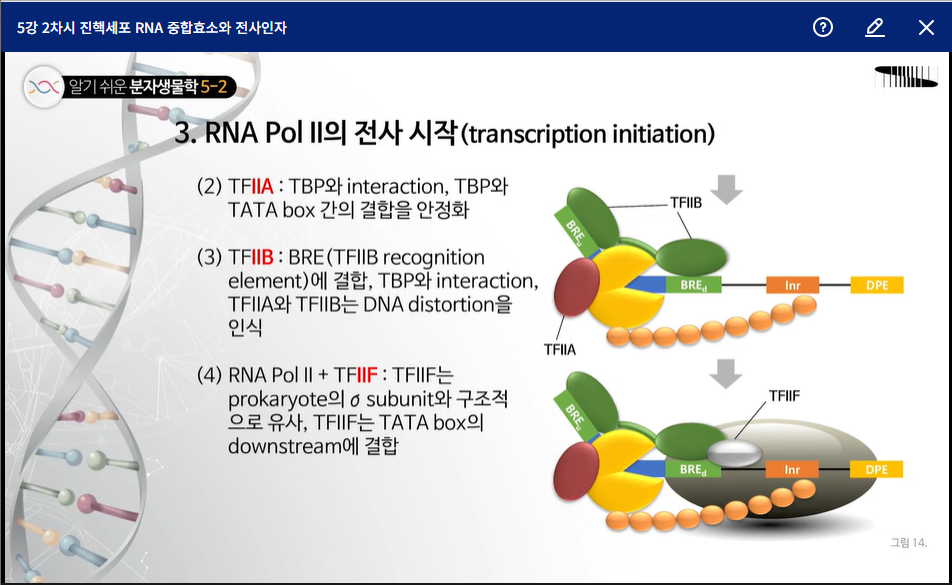 5강 2차시 진핵세포 RNA 중합효소와 전사인자
알기 쉬운 분자생물학 5-2
3. RNA Pol II의 전사 시작(transcription initiation)
(2) TFIIA : TBP와 interaction, TBP와
TATA box 간의 결합을 안정화
(3) TFIIB : BRE(TFIIB recognition
element)에 결합, TBP와 interaction,
TFIIA와 TFIIB는 DNA distortion을
인식
(4) RNA Pol II + TFIIF : TFIIF는
prokaryote의 σ subunit와 구조적
으로 유사, TFIIF는 TATA box의
downstream에 결합
TFIIB
BREu
BREd
Inr
DPE
TFIIA
TFIIF
BREu
BREd
Inr
DPE
그림 14.